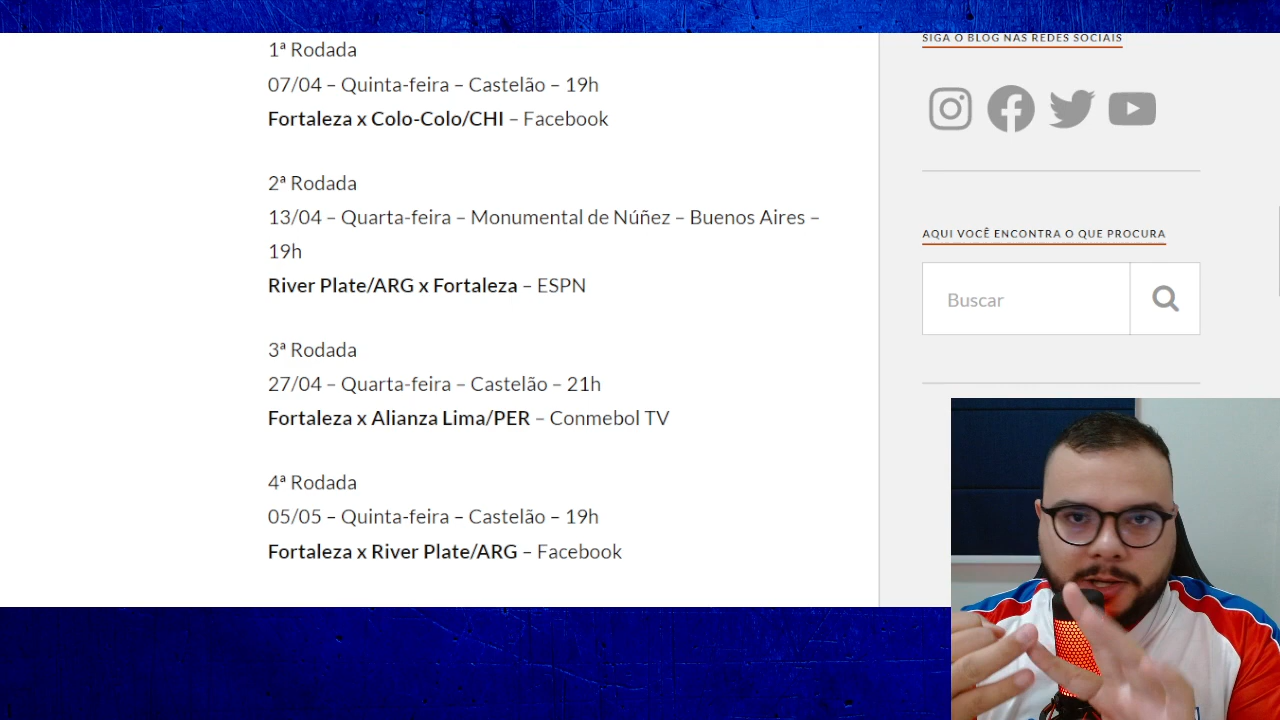 1ª Rodada
07/04 – Quinta-feira – Castelão – 19h
Fortaleza x Colo-Colo/CHI – Facebook
2ª Rodada
13/04 – Quarta-feira – Monumental de Núñez – Buenos Aires –
19h
River Plate/ARG x Fortaleza – ESPN
3ª Rodada
27/04 – Quarta-feira – Castelão – 21h
Fortaleza x Alianza Lima/PER – Conmebol TV
4ª Rodada
05/05 – Quinta-feira – Castelão – 19h
Fortaleza x River Plate/ARG – Facebook
SIGA O BLOG NAS REDES SOCIAIS
AQUI VOCÊ ENCONTRA O QUE PROCURA
Buscar